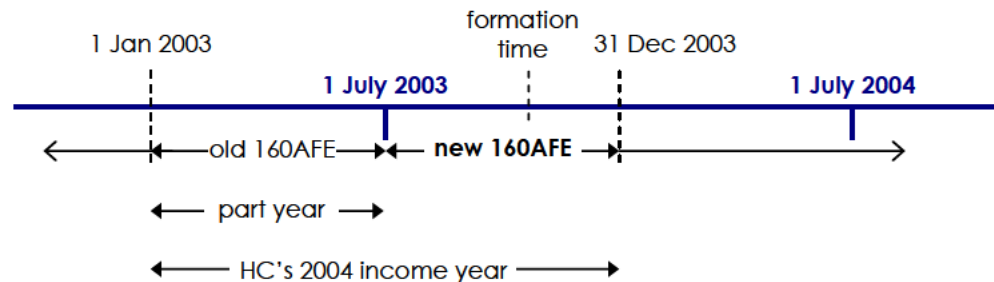 formation
time
1 Jan 2003
31 Dec 2003
1 July 2003
1 July 2004
old 160AFE
new 160AFE
part year
HC's 2004 income year